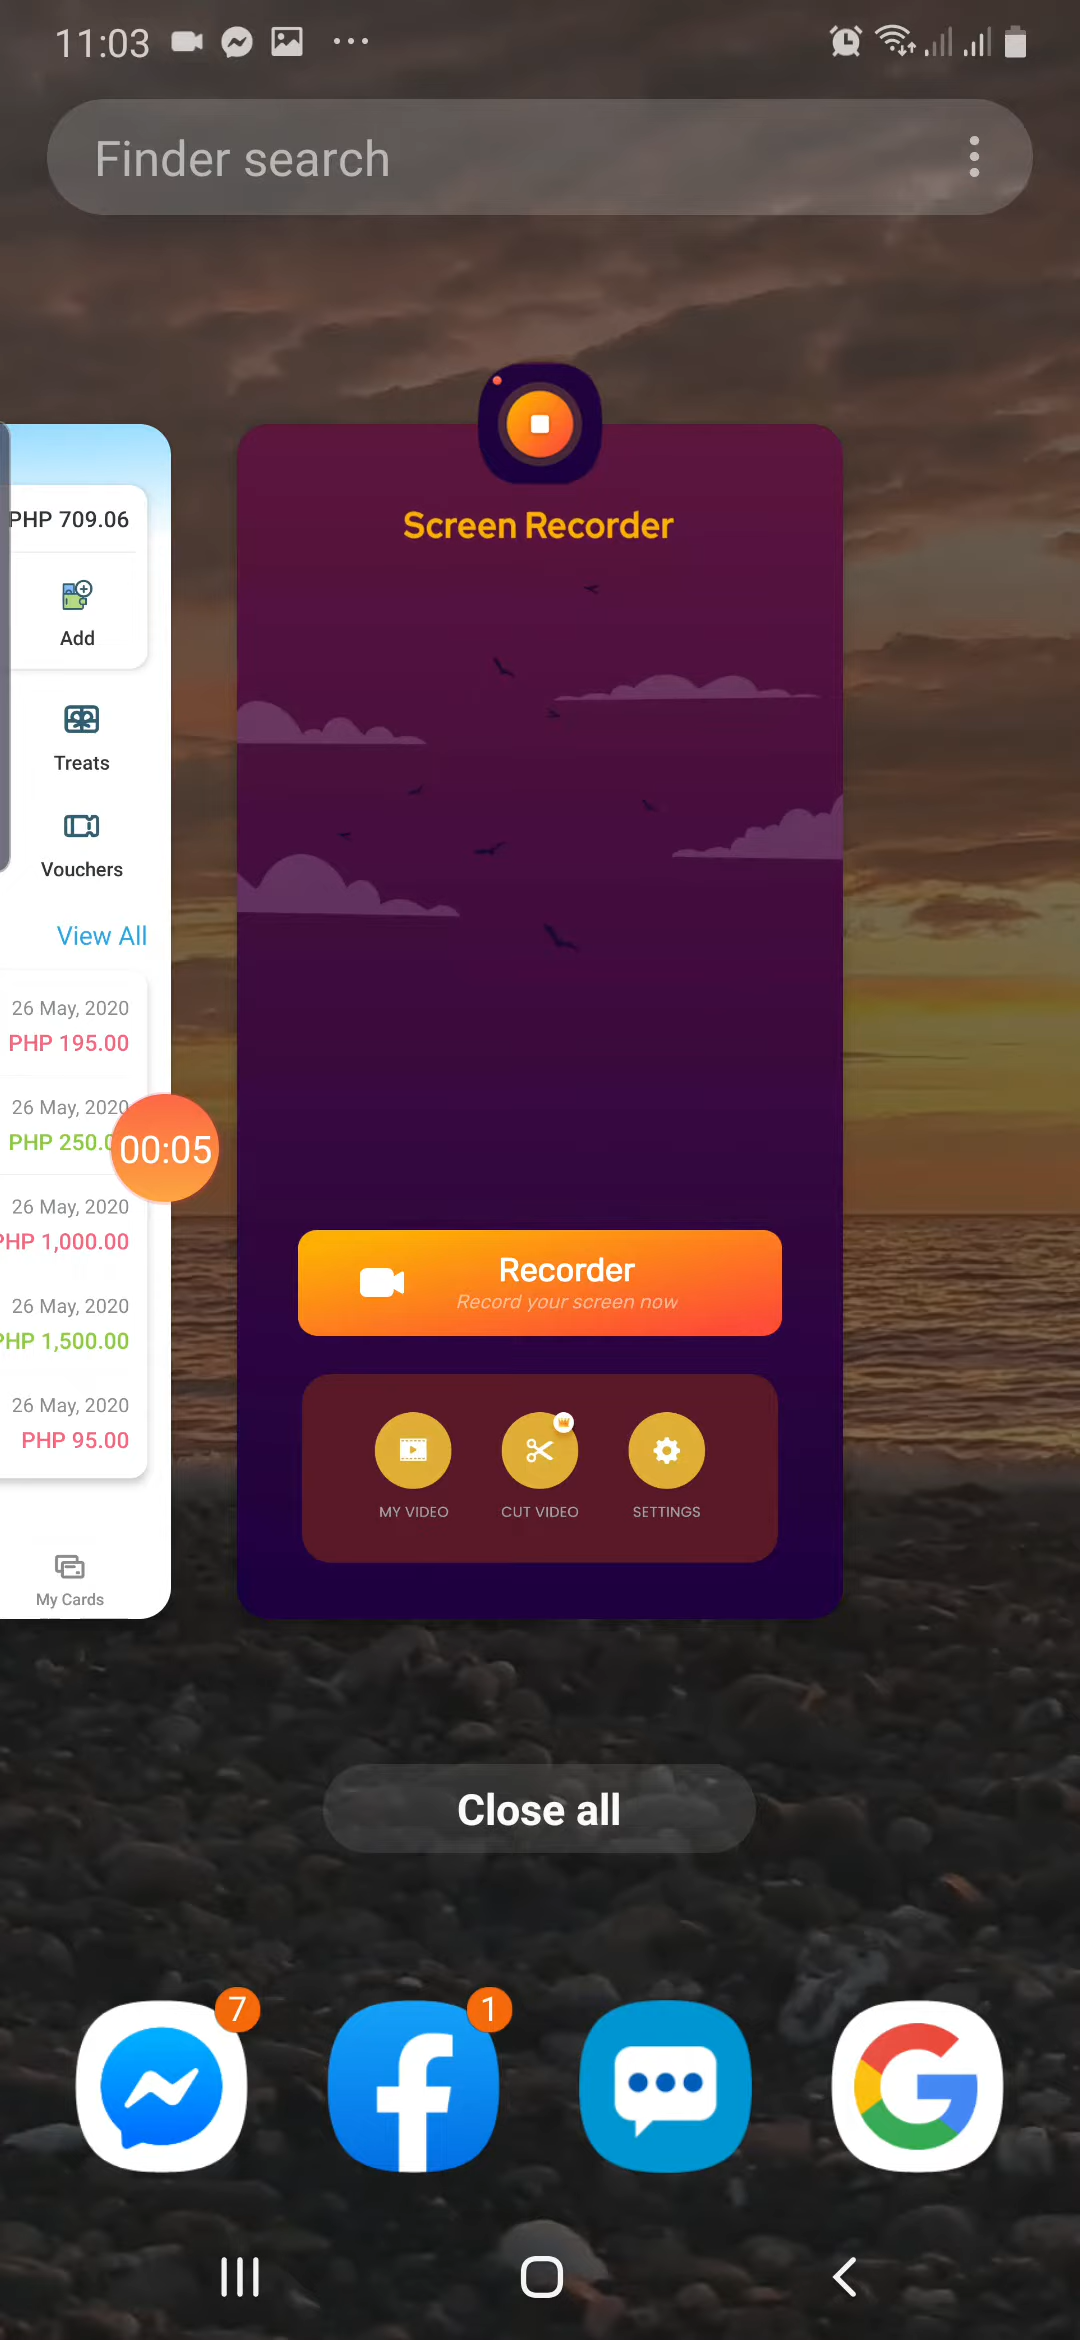 11:03
Finder search
PHP 709.06
Add
Treats
Vouchers
View All
26 May, 2020
PHP 195.00
26 May, 2020
PHP 250.0
26 May, 2020
PHP 1,000.00
26 May, 2020
PHP 1,500.00
26 May, 2020
PHP 95.00
My Cards
00:05
Screen Recorder
Recorder
Record your screen now
MY VIDEO
CUT VIDEO
SETTINGS
Close all
7
1